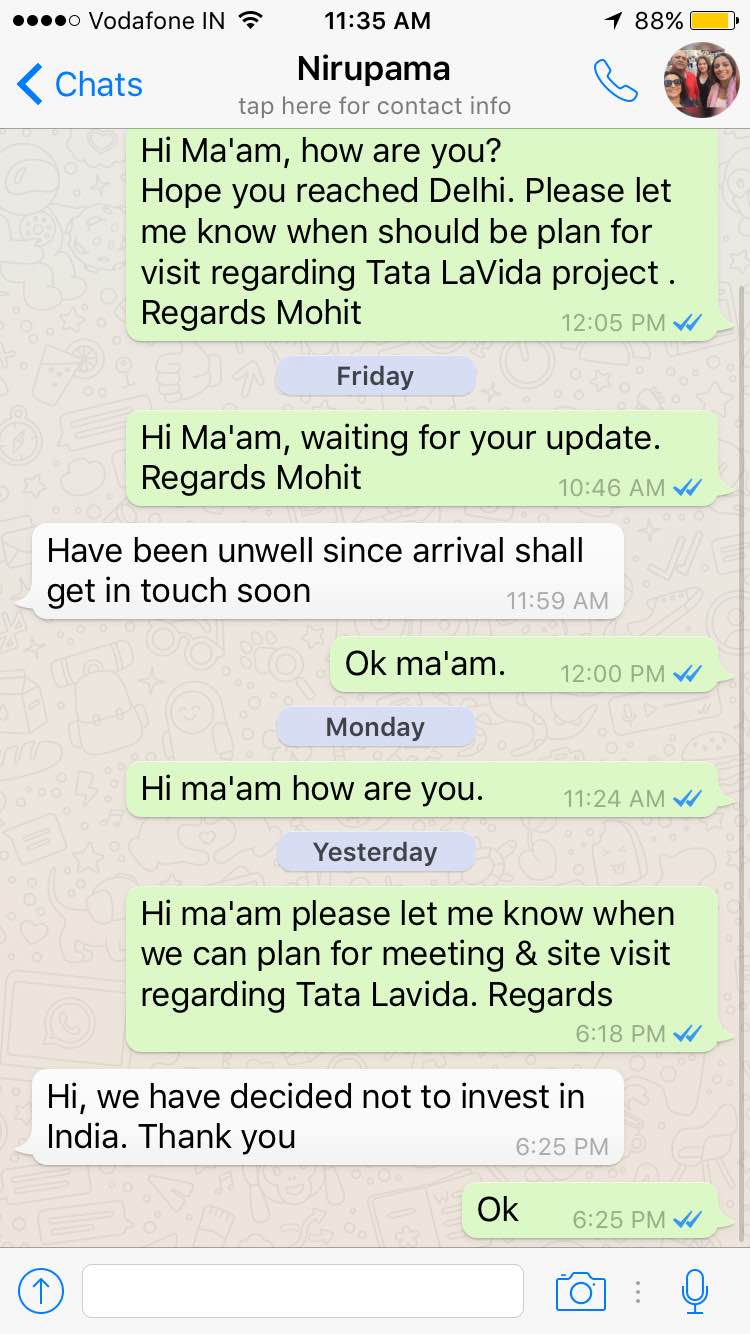 Vodafone IN 11:35 AM 88%
Chats
Nirupama
tap here for contact info
Hi Ma'am, how are you?
Hope you reached Delhi. Please let
me know when should be plan for
visit regarding Tata LaVida project .
Regards Mohit
12:05 PM
Friday
Hi Ma'am, waiting for your update.
Regards Mohit
10:46 AM
Have been unwell since arrival shall
get in touch soon
11:59 AM
Ok ma'am.
12:00 PM
Monday
Hi ma'am how are you.
11:24 AM
Yesterday
Hi ma'am please let me know when
we can plan for meeting & site visit
regarding Tata Lavida. Regards
6:18 PM
Hi, we have decided not to invest in
India. Thank you
6:25 PM
Ok
6:25 PM